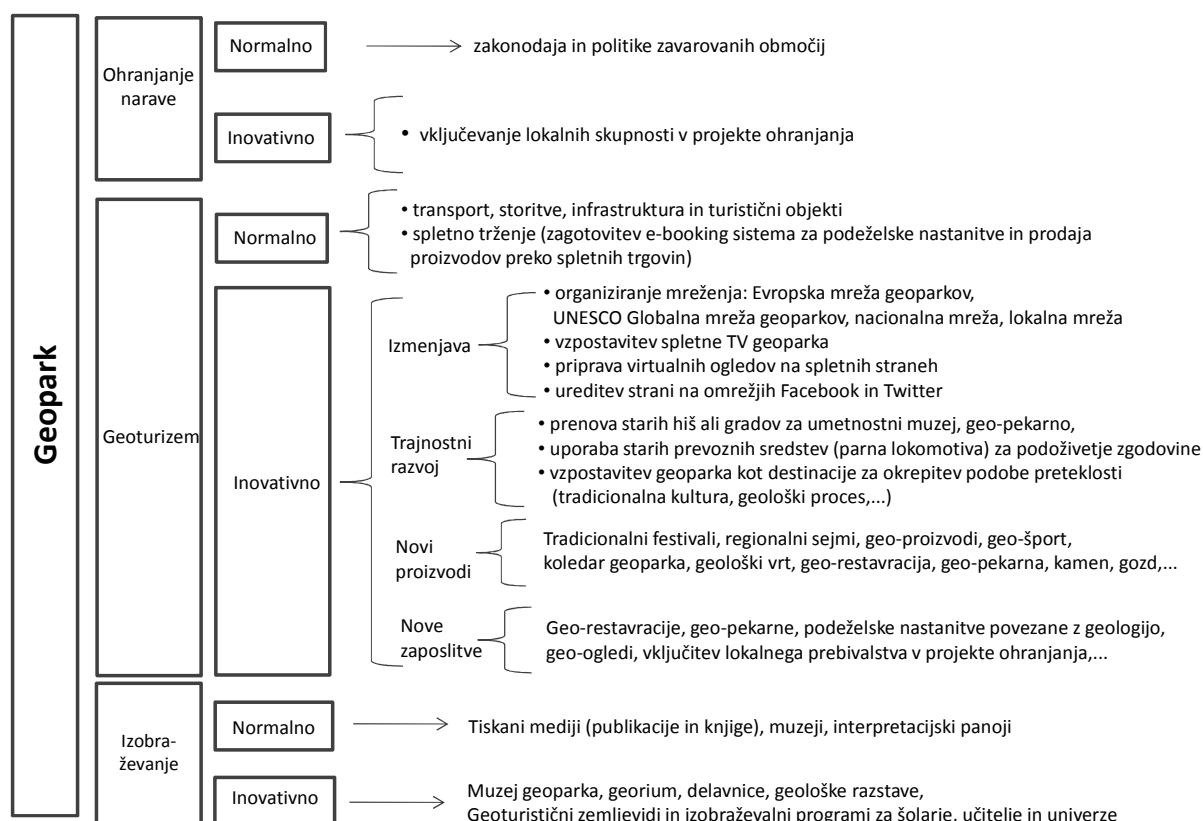 Geopark
Ohranjanje
narave
Normalno
zakonodaja in politike zavarovanih območij
Inovativno
• vključevanje lokalnih skupnosti v projekte ohranjanja
Geoturizem
Normalno
• transport, storitve, infrastruktura in turistični objekti
• spletno trženje (zagotovitev e-booking sistema za podeželske nastanitve in prodaja
proizvodov preko spletnih trgovin)
Inovativno
Izmenjava
• organiziranje mreženja: Evropska mreža geoparkov,
UNESCO Globalna mreža geoparkov, nacionalna mreža, lokalna mreža
• vzpostavitev spletne TV geoparka
• priprava virtualnih ogledov na spletnih straneh
• ureditev strani na omrežjih Facebook in Twitter
Trajnostni
razvoj
• prenova starih hiš ali gradov za umetnostni muzej, geo-pekarno,
• uporaba starih prevoznih sredstev (parna lokomotiva) za podoživetje zgodovine
• vzpostavitev geoparka kot destinacije za okrepitev podobe preteklosti
(tradicionalna kultura, geološki proces,...)
Novi
proizvodi
Tradicionalni festivali, regionalni sejmi, geo-proizvodi, geo-šport,
koledar geoparka, geološki vrt, geo-restavracija, geo-pekarna, kamen, gozd,...
Nove
zaposlitve
Geo-restavracije, geo-pekarne, podeželske nastanitve povezane z geologijo,
geo-ogledi, vključitev lokalnega prebivalstva v projekte ohranjanja,...
Izobra-
ževanje
Normalno
Tiskani mediji (publikacije in knjige), muzeji, interpretacijski panoji
Inovativno
Muzej geoparka, georium, delavnice, geološke razstave,
Geoturistični zemljevidi in izobraževalni programi za šolarje, učitelje in univerze